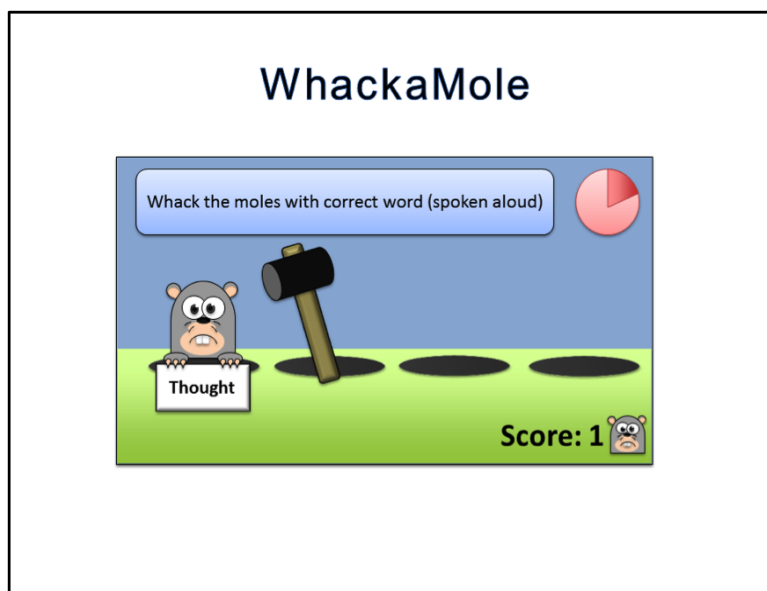 WhackaMole
Whack the moles with correct word (spoken aloud)
Thought
Score: 1